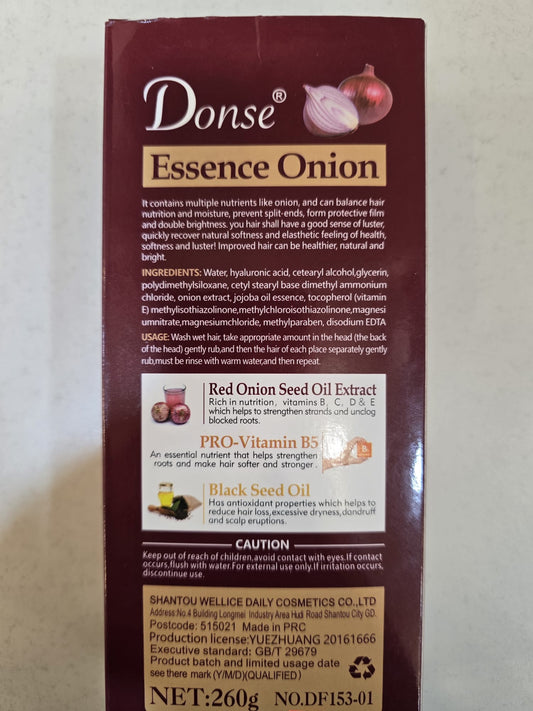 Donse®
Essence Onion
It contains multiple nutrients like onion, and can balance hair
nutrition and moisture, prevent split-ends, form protective film
and double brightness. you hair shall have a good sense of luster,
quickly recover natural softness and elasthetic feeling of health,
softness and luster! Improved hair can be healthier, natural and
bright.
INGREDIENTS: Water, hyaluronic acid, cetearyl alcohol,glycerin,
polydimethylsiloxane, cetyl stearyl base dimethyl ammonium
chloride, onion extract, jojoba oil essence, tocopherol (vitamin
E) methylisothiazolinone,methylchloroisothiazolinone,magnesi
umnitrate,magnesiumchloride, methylparaben, disodium EDTA
USAGE: Wash wet hair, take appropriate amount in the head (the back
of the head) gently rub,and then the hair of each place separately gently
rub,must be rinse with warm water,and then repeat.
Red Onion Seed Oil Extract
Rich in nutrition, vitamins B, C, D & E
which helps to strengthen strands and unclog
blocked roots.
PRO-Vitamin B5
An essential nutrient that helps strengthen
roots and make hair softer and stronger.
Black Seed Oil
Has antioxidant properties which helps to
reduce hair loss,excessive dryness,dandruff
and scalp eruptions.
CAUTION
Keep out of reach of children,avoid contact with eyes.If contact
occurs,flush with water.For external use only.If irritation occurs,
discontinue use.
SHANTOU WELLICE DAILY COSMETICS CO.,LTD
Address:No.4 Building Longmei Industry Area Hudi Road Shantou City GD.
Postcode: 515021 Made in PRC
Production license:YUEZHUANG 20161666
Executive standard: GB/T 29679
Product batch and limited usage date
see there mark (Y/M/D)(QUALIFIED)
NET:260g NO.DF153-01